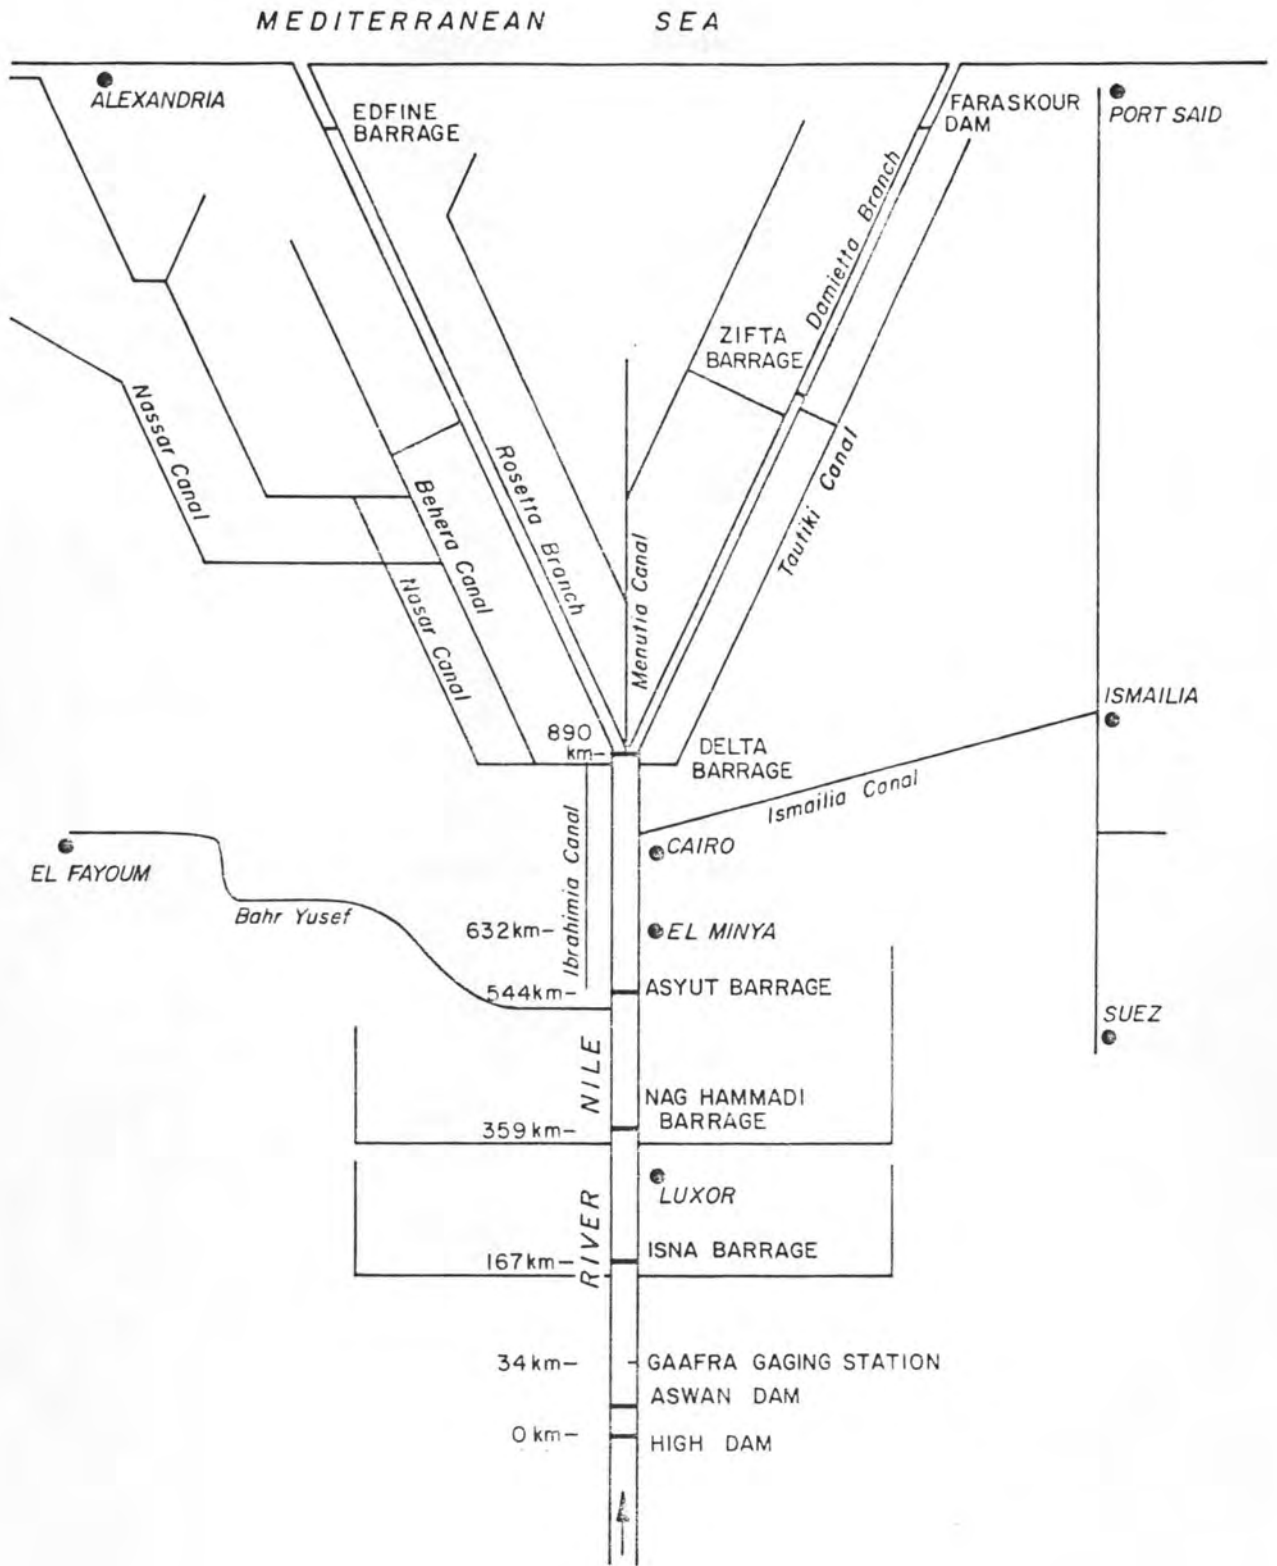 MEDITERRANEAN SEA
ALEXANDRIA
EDFINE
BARRAGE
FARASKOUR
DAM
PORT SAID
Damietta Branch
ZIFTA
BARRAGE
Nassar Canal
Behera Canal
Rosetta Branch
Tautiki Canal
Nasar Canal
Menutia Canal
ISMAILIA
890
km-
DELTA
BARRAGE
Ismailia Canal
Ibrahimia Canal
CAIRO
EL FAYOUM
Bahr Yusef
632km-
EL MINYA
544km-
ASYUT BARRAGE
SUEZ
RIVER NILE
NAG HAMMADI
BARRAGE
359km-
LUXOR
ISNA BARRAGE
167km-
34km-
GAAFRA GAGING STATION
ASWAN DAM
0km-
HIGH DAM